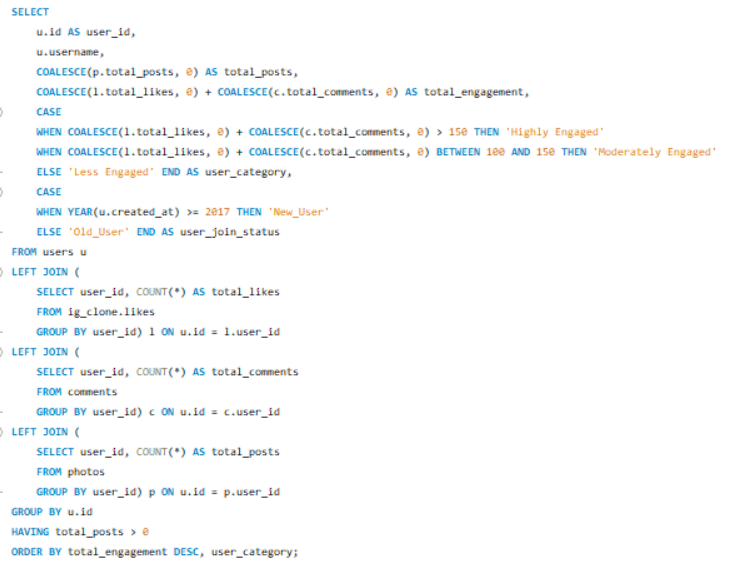 SELECT
u.id AS user_id,
u.username,
COALESCE(p.total_posts, 0) AS total_posts,
COALESCE(l.total_likes, 0) + COALESCE(c.total_comments, 0) AS total_engagement,
CASE
WHEN COALESCE(l.total_likes, 0) + COALESCE(c.total_comments, 0) > 150 THEN 'Highly Engaged'
WHEN COALESCE(l.total_likes, 0) + COALESCE(c.total_comments, 0) BETWEEN 100 AND 150 THEN 'Moderately Engaged'
ELSE 'Less Engaged' END AS user_category,
CASE
WHEN YEAR(u.created_at) >= 2017 THEN 'New_User'
ELSE 'Old_User' END AS user_join_status
FROM users u
LEFT JOIN (
SELECT user_id, COUNT(*) AS total_likes
FROM ig_clone.likes
GROUP BY user_id) l ON u.id = l.user_id
LEFT JOIN (
SELECT user_id, COUNT(*) AS total_comments
FROM comments
GROUP BY user_id) c ON u.id = c.user_id
LEFT JOIN (
SELECT user_id, COUNT(*) AS total_posts
FROM photos
GROUP BY user_id) p ON u.id = p.user_id
GROUP BY u.id
HAVING total_posts > 0
ORDER BY total_engagement DESC, user_category;